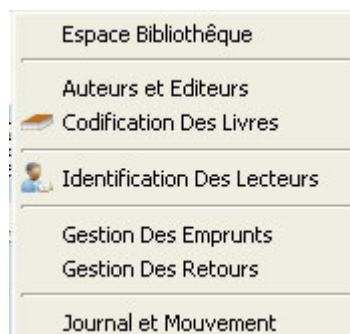 Espace Bibliothêque
Auteurs et Editeurs
Codification Des Livres
Identification Des Lecteurs
Gestion Des Emprunts
Gestion Des Retours
Journal et Mouvement